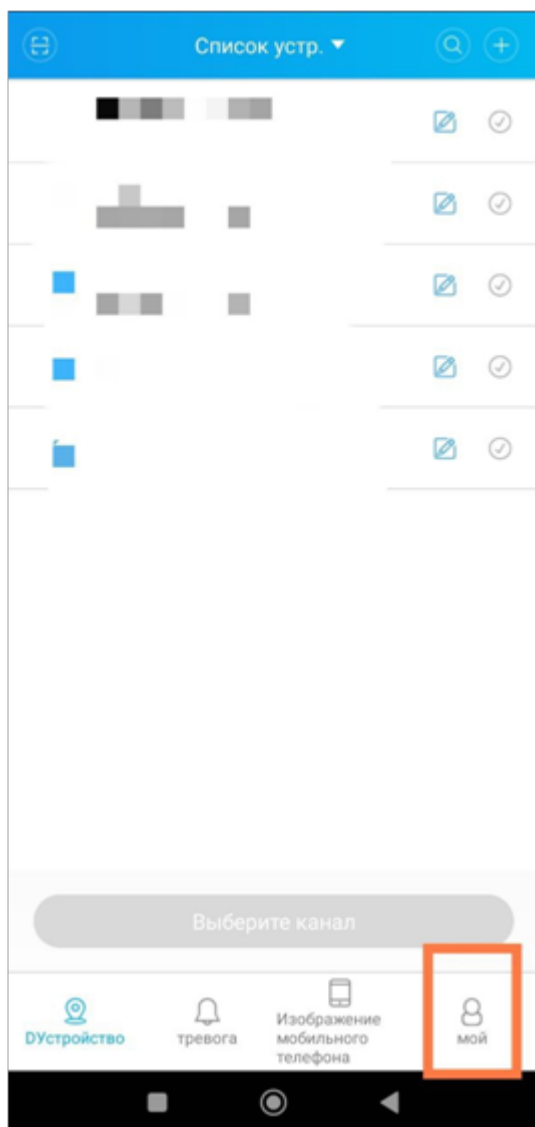 Список устр.
Выберите канал
DУстройство
тревога
Изображение
мобильного
телефона
мой